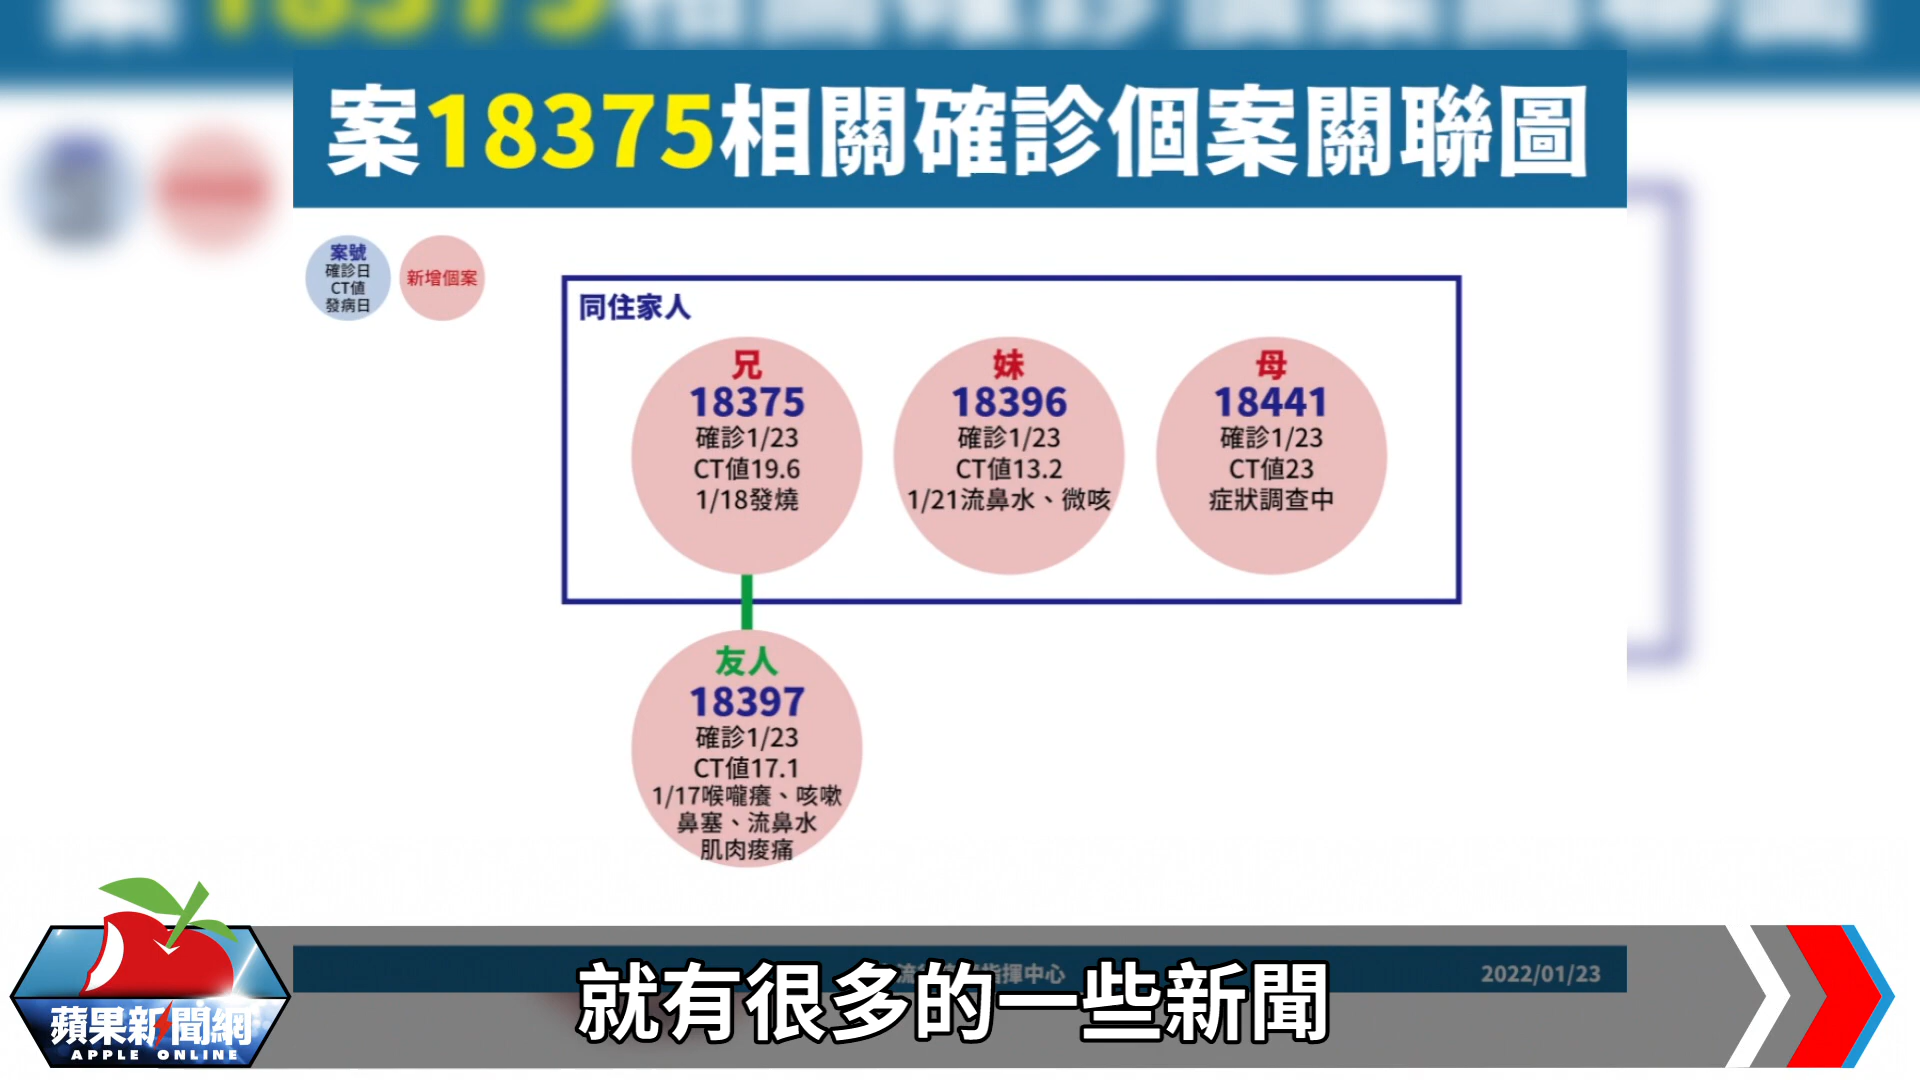 案18375相關確診個案關聯圖
案號
確診日
CT值
發病日
新增個案
同住家人
兄
18375
確診1/23
CT值19.6
1/18發燒
妹
18396
確診1/23
CT值13.2
1/21流鼻水、微咳
母
18441
確診1/23
CT值23
症狀調查中
友人
18397
確診1/23
CT值17.1
1/17喉嚨癢、咳嗽
鼻塞、流鼻水
肌肉痠痛
指揮中心
2022/01/23
就有很多的一些新聞
蘋果新聞網
APPLE ONLINE